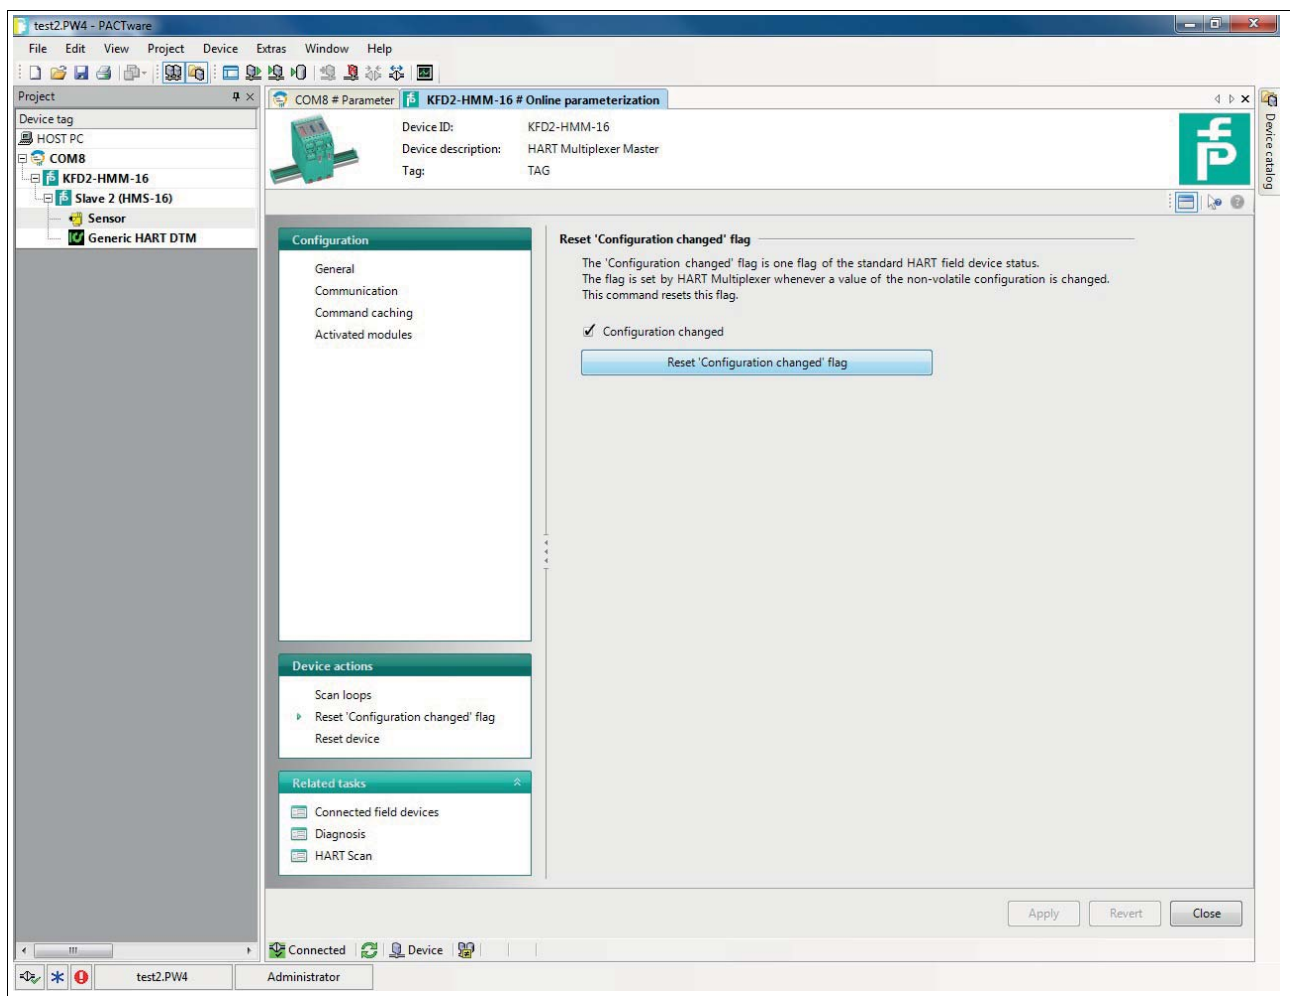 test2.PW4 - PACTware
File Edit View Project Device Extras Window Help
Project
Device tag
HOST PC
COM8
KFD2-HMM-16
Slave 2 (HMS-16)
Sensor
Generic HART DTM
COM8 # Parameter
KFD2-HMM-16 # Online parameterization
Device ID: KFD2-HMM-16
Device description: HART Multiplexer Master
Tag: TAG
Device catalog
Configuration
General
Communication
Command caching
Activated modules
Device actions
Scan loops
Reset 'Configuration changed' flag
Reset device
Related tasks
Connected field devices
Diagnosis
HART Scan
Reset 'Configuration changed' flag
The 'Configuration changed' flag is one flag of the standard HART field device status.
The flag is set by HART Multiplexer whenever a value of the non-volatile configuration is changed.
This command resets this flag.
Configuration changed
Reset 'Configuration changed' flag
Apply Revert Close
Connected Device
test2.PW4 Administrator